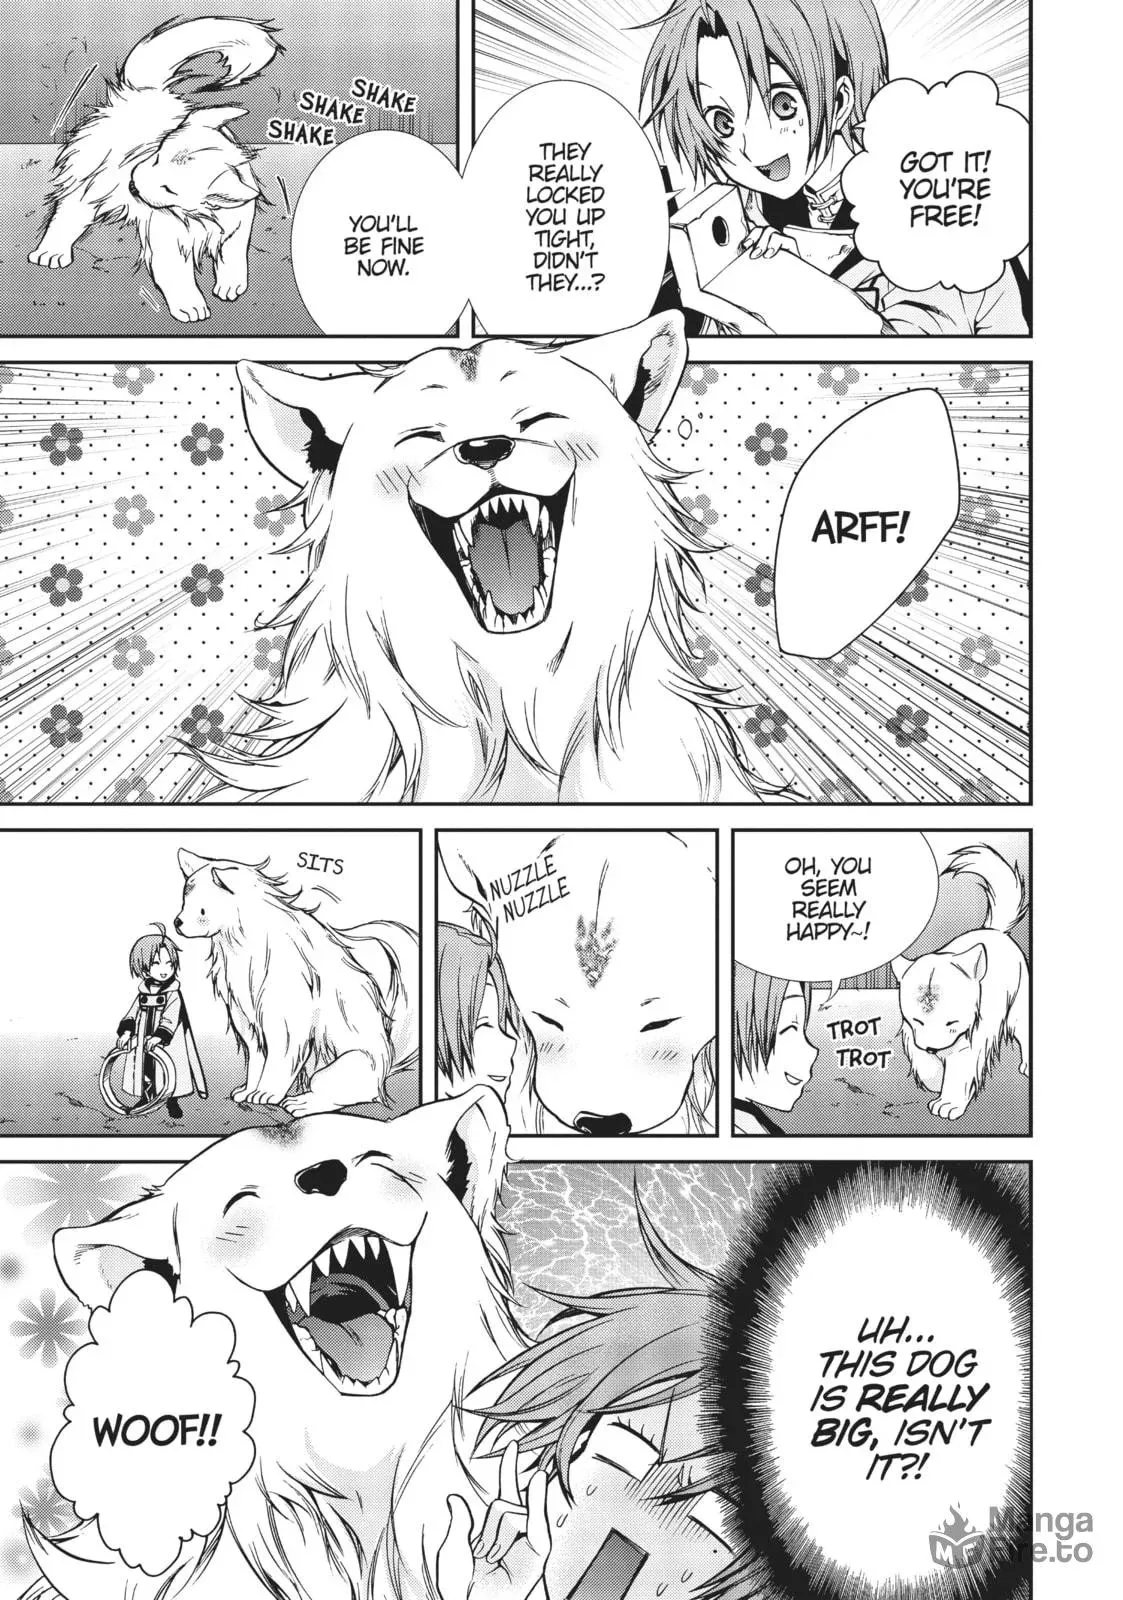 GOT IT!
YOU'RE
FREE!
THEY
REALLY
LOCKED
YOU UP
TIGHT,
DIDN'T
THEY...?
YOU'LL
BE FINE
NOW.
SHAKE
SHAKE
SHAKE
ARFF!
OH, YOU
SEEM
REALLY
HAPPY~!
TROT
TROT
NUZZLE
NUZZLE
SITS
UH...
THIS DOG
IS REALLY
BIG, ISN'T
IT?!
WOOF!!
Manga
Fire.to
MF